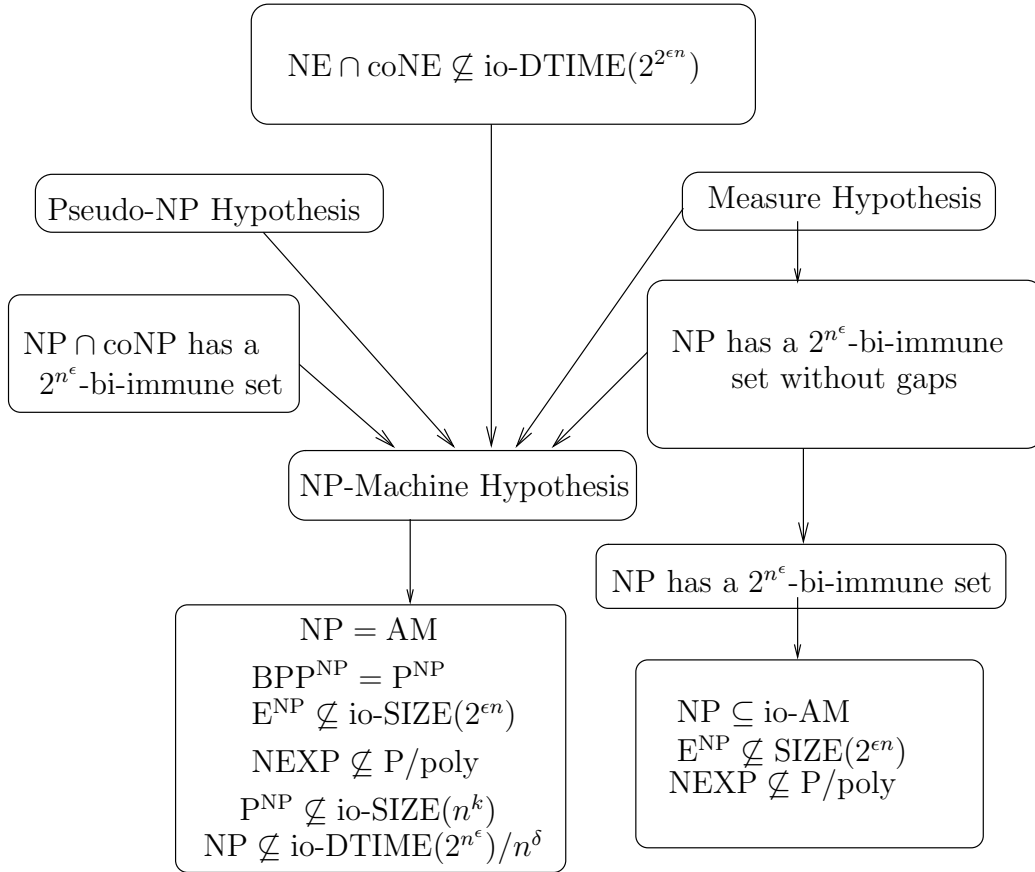 NE ∩ coNE ⊈ io-DTIME(2^{2^{ϵn}})
Pseudo-NP Hypothesis
Measure Hypothesis
NP ∩ coNP has a
2^{n^ϵ}-bi-immune set
NP has a 2^{n^ϵ}-bi-immune
set without gaps
NP-Machine Hypothesis
NP has a 2^{n^ϵ}-bi-immune set
NP = AM
BPP^{NP} = P^{NP}
E^{NP} ⊈ io-SIZE(2^{ϵn})
NEXP ⊈ P/poly
P^{NP} ⊈ io-SIZE(n^k)
NP ⊈ io-DTIME(2^{n^ϵ})/n^δ
NP ⊆ io-AM
E^{NP} ⊈ SIZE(2^{ϵn})
NEXP ⊈ P/poly